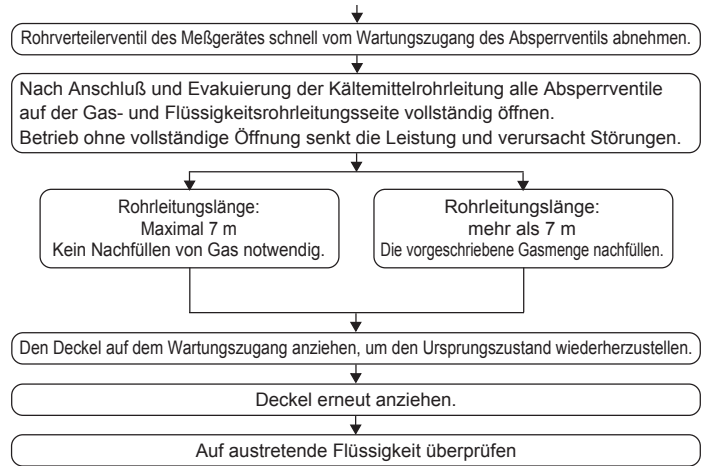 Rohrverteilerventil des Meßgerätes schnell vom Wartungszugang des Absperrventils abnehmen.
Nach Anschluß und Evakuierung der Kältemittelrohrleitung alle Absperrventile
auf der Gas- und Flüssigkeitsrohrleitungsseite vollständig öffnen.
Betrieb ohne vollständige Öffnung senkt die Leistung und verursacht Störungen.
Rohrleitungslänge:
Maximal 7 m
Kein Nachfüllen von Gas notwendig.
Rohrleitungslänge:
mehr als 7 m
Die vorgeschriebene Gasmenge nachfüllen.
Den Deckel auf dem Wartungszugang anziehen, um den Ursprungszustand wiederherzustellen.
Deckel erneut anziehen.
Auf austretende Flüssigkeit überprüfen